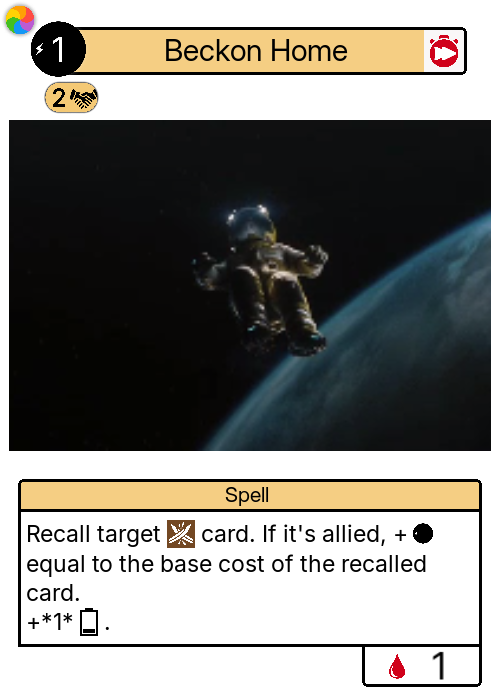 1
Beckon Home
2
Spell
Recall target card. If it's allied, +
equal to the base cost of the recalled
card.
+*1* .
1